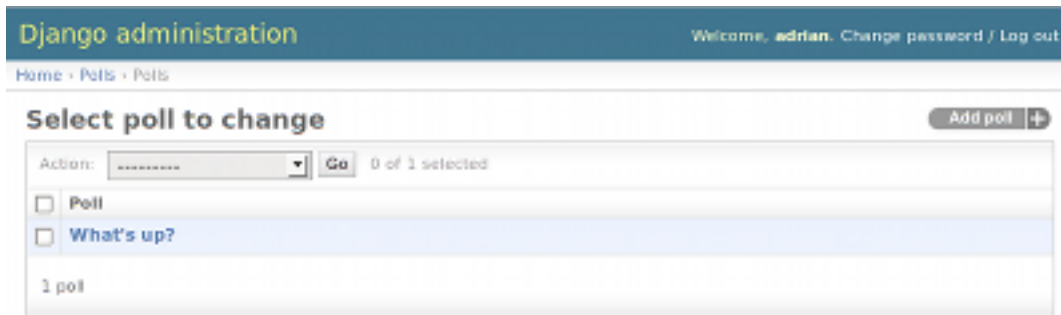 Django administration
Welcome, adrian. Change password / Log out
Home › Polls › Polls
Select poll to change
Add poll +
Action: --------- Go 0 of 1 selected
Poll
What's up?
1 poll